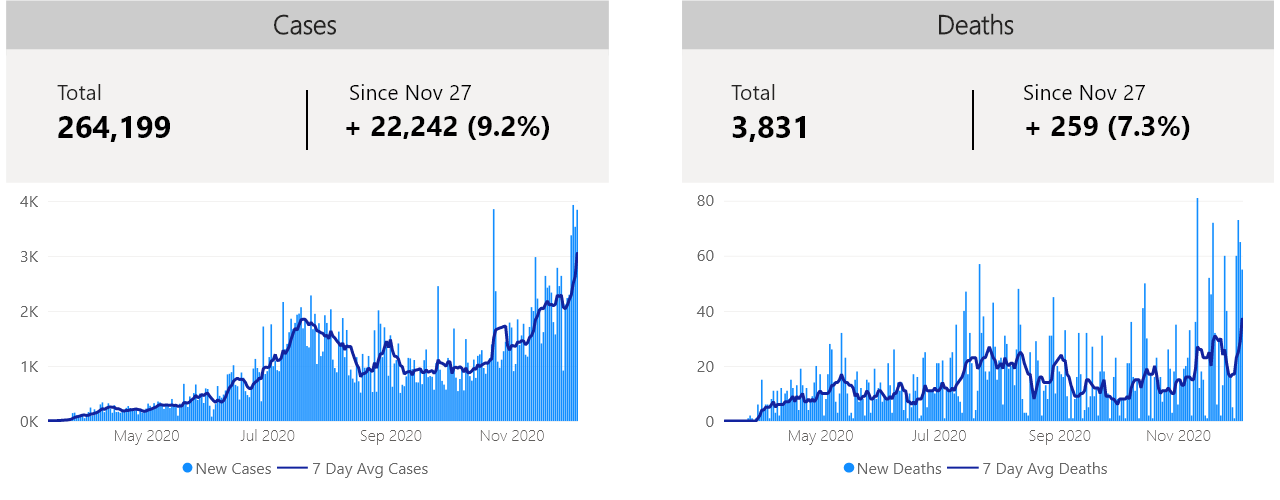 Cases
Total
264,199
Since Nov 27
+ 22,242 (9.2%)
4K
3K
2K
1K
0K
May 2020 Jul 2020 Sep 2020 Nov 2020
New Cases 7 Day Avg Cases
Deaths
Total
3,831
Since Nov 27
+ 259 (7.3%)
80
60
40
20
0
May 2020 Jul 2020 Sep 2020 Nov 2020
New Deaths 7 Day Avg Deaths